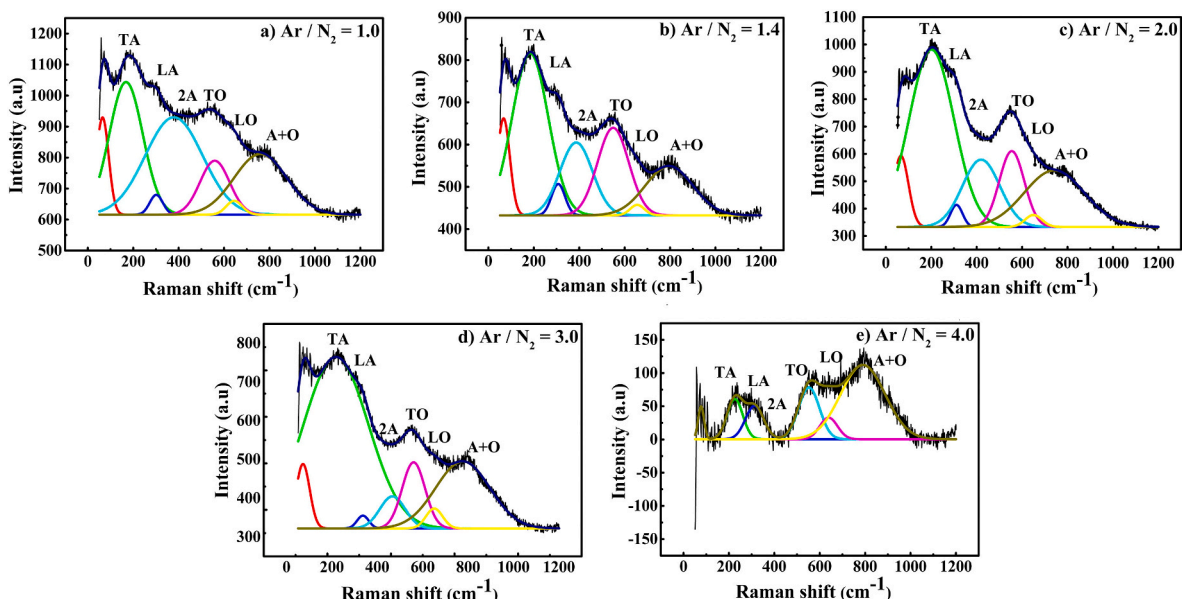 a) Ar / N2 = 1.0
TA
LA
2A
TO
LO
A+O
1200
1100
1000
900
800
700
600
500
0 200 400 600 800 1000 1200
Intensity (a.u)
Raman shift (cm-1)
b) Ar / N2 = 1.4
TA
LA
2A
TO
LO
A+O
900
800
700
600
500
400
0 200 400 600 800 1000 1200
Intensity (a.u)
Raman shift (cm-1)
c) Ar / N2 = 2.0
TA
LA
2A
TO
LO
A+O
1100
1000
900
800
700
600
500
400
300
0 200 400 600 800 1000 1200
Intensity (a.u)
Raman shift (cm-1)
d) Ar / N2 = 3.0
TA
LA
2A
TO
LO
A+O
800
700
600
500
400
300
0 200 400 600 800 1000 1200
Intensity (a.u)
Raman shift (cm-1)
e) Ar / N2 = 4.0
TA
LA
2A
TO
LO
A+O
150
100
50
0
-50
-100
-150
0 200 400 600 800 1000 1200
Intensity (a.u)
Raman shift (cm-1)